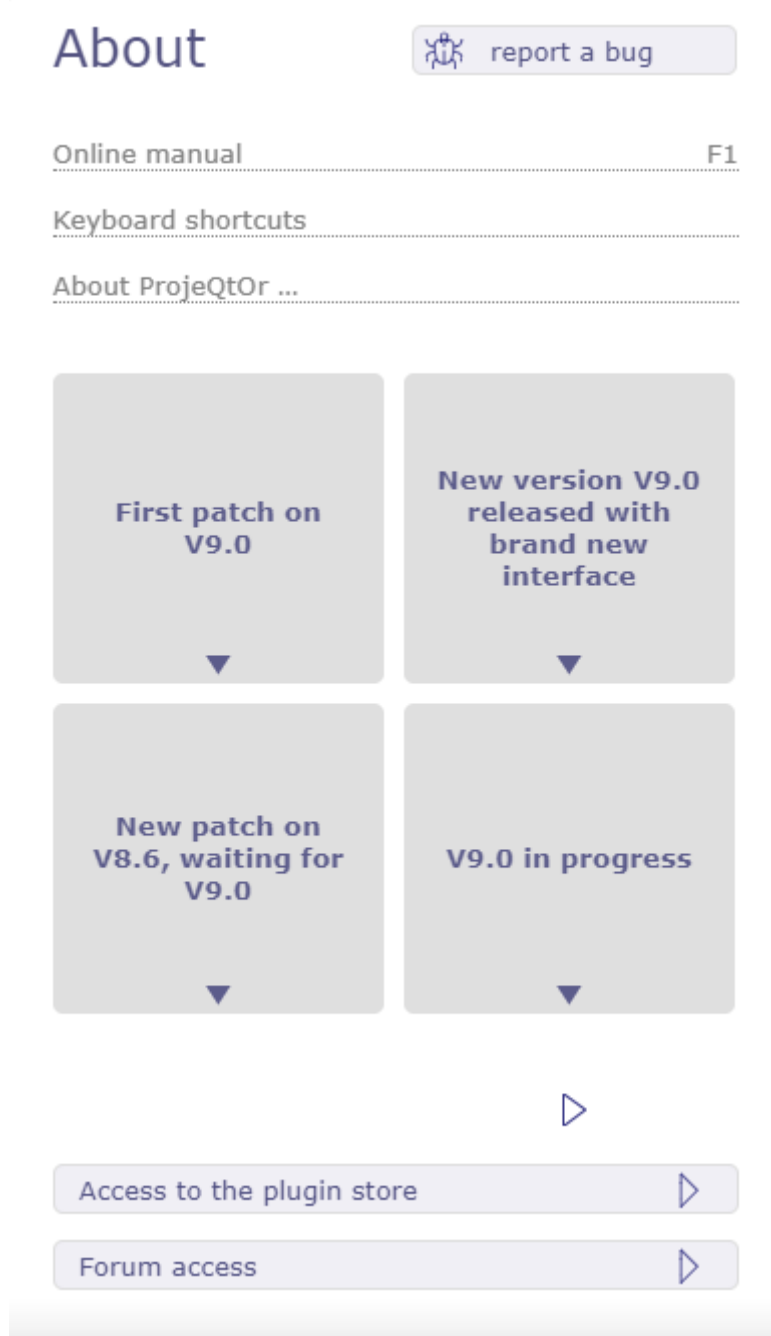 About
report a bug
Online manual F1
Keyboard shortcuts
About ProjeQtOr ...
First patch on
V9.0
New version V9.0
released with
brand new
interface
New patch on
V8.6, waiting for
V9.0
V9.0 in progress
Access to the plugin store
Forum access